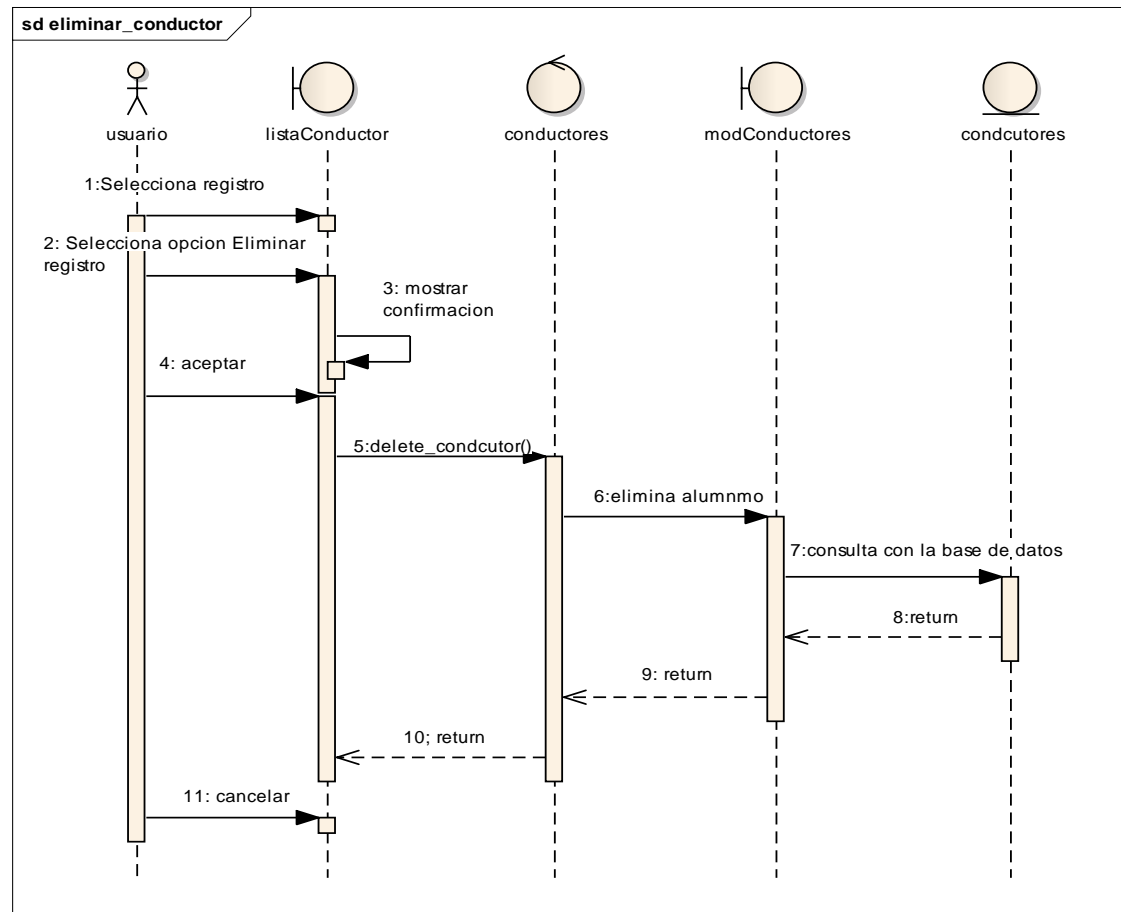 sd eliminar_conductor
usuario
listaConductor
conductores
modConductores
condcutores
1:Selecciona registro
2: Selecciona opcion Eliminar
registro
3: mostrar
confirmacion
4: aceptar
5:delete_condcutor()
6:elimina alumnmo
7:consulta con la base de datos
8:return
9: return
10; return
11: cancelar